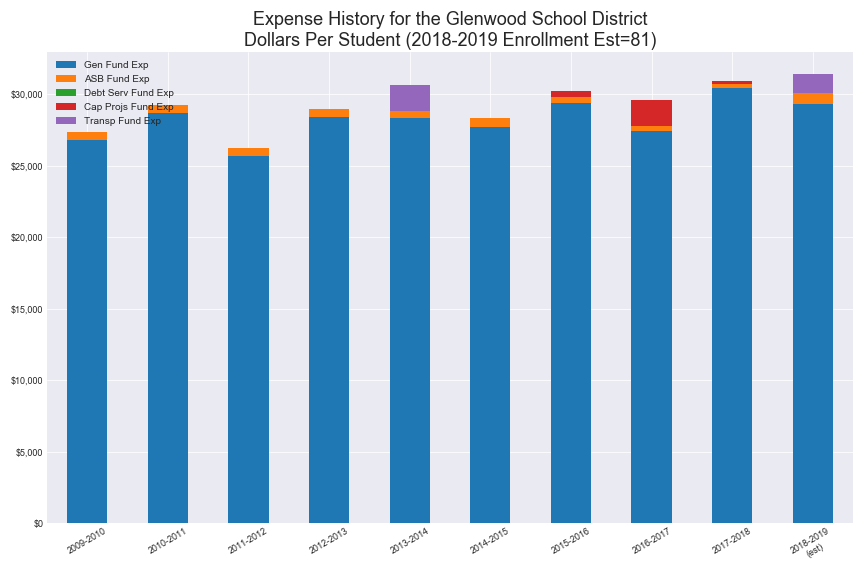 Expense History for the Glenwood School District
Dollars Per Student (2018-2019 Enrollment Est=81)
Gen Fund Exp
ASB Fund Exp
Debt Serv Fund Exp
Cap Projs Fund Exp
Transp Fund Exp
$30,000
$25,000
$20,000
$15,000
$10,000
$5,000
$0
2009-2010
2010-2011
2011-2012
2012-2013
2013-2014
2014-2015
2015-2016
2016-2017
2017-2018
2018-2019
(est)